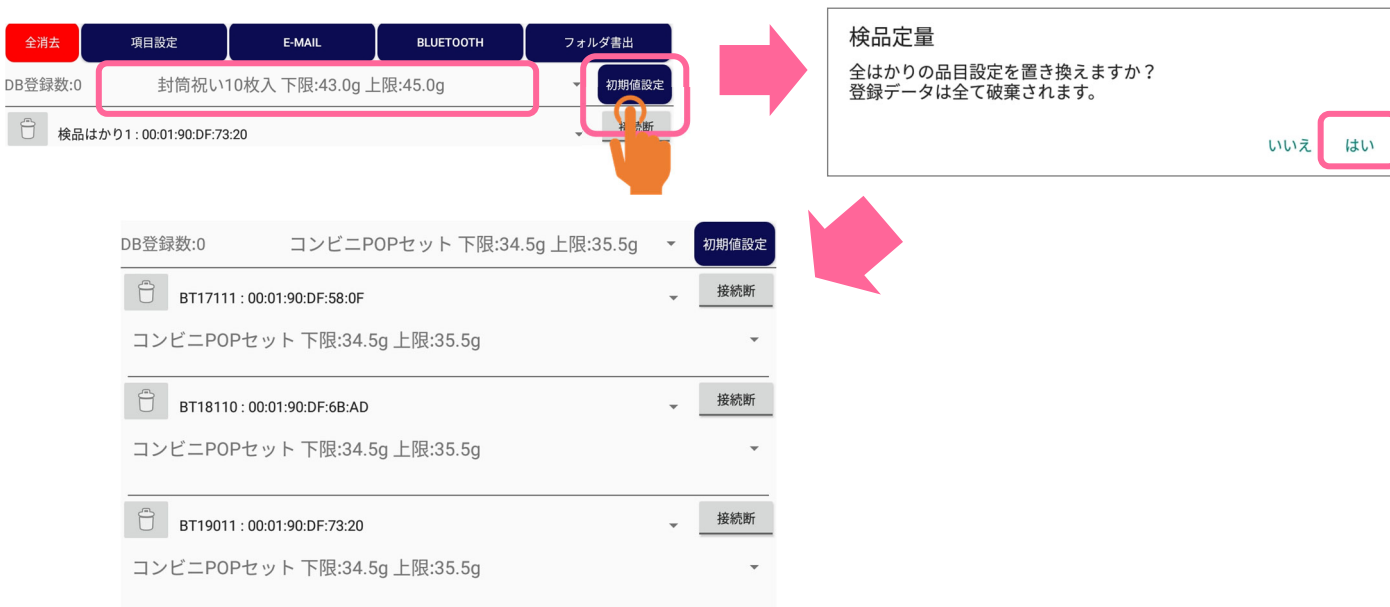 全消去 項目設定 E-MAIL BLUETOOTH フォルダ書出
DB登録数:0 封筒祝い10枚入 下限:43.0g 上限:45.0g 初期値設定
検品はかり1 : 00:01:90:DF:73:20 接続断
検品定量
全はかりの品目設定を置き換えますか？
登録データは全て破棄されます。
いいえ はい
DB登録数:0 コンビニPOPセット 下限:34.5g 上限:35.5g 初期値設定
BT17111 : 00:01:90:DF:58:0F 接続断
コンビニPOPセット 下限:34.5g 上限:35.5g
BT18110 : 00:01:90:DF:6B:AD 接続断
コンビニPOPセット 下限:34.5g 上限:35.5g
BT19011 : 00:01:90:DF:73:20 接続断
コンビニPOPセット 下限:34.5g 上限:35.5g